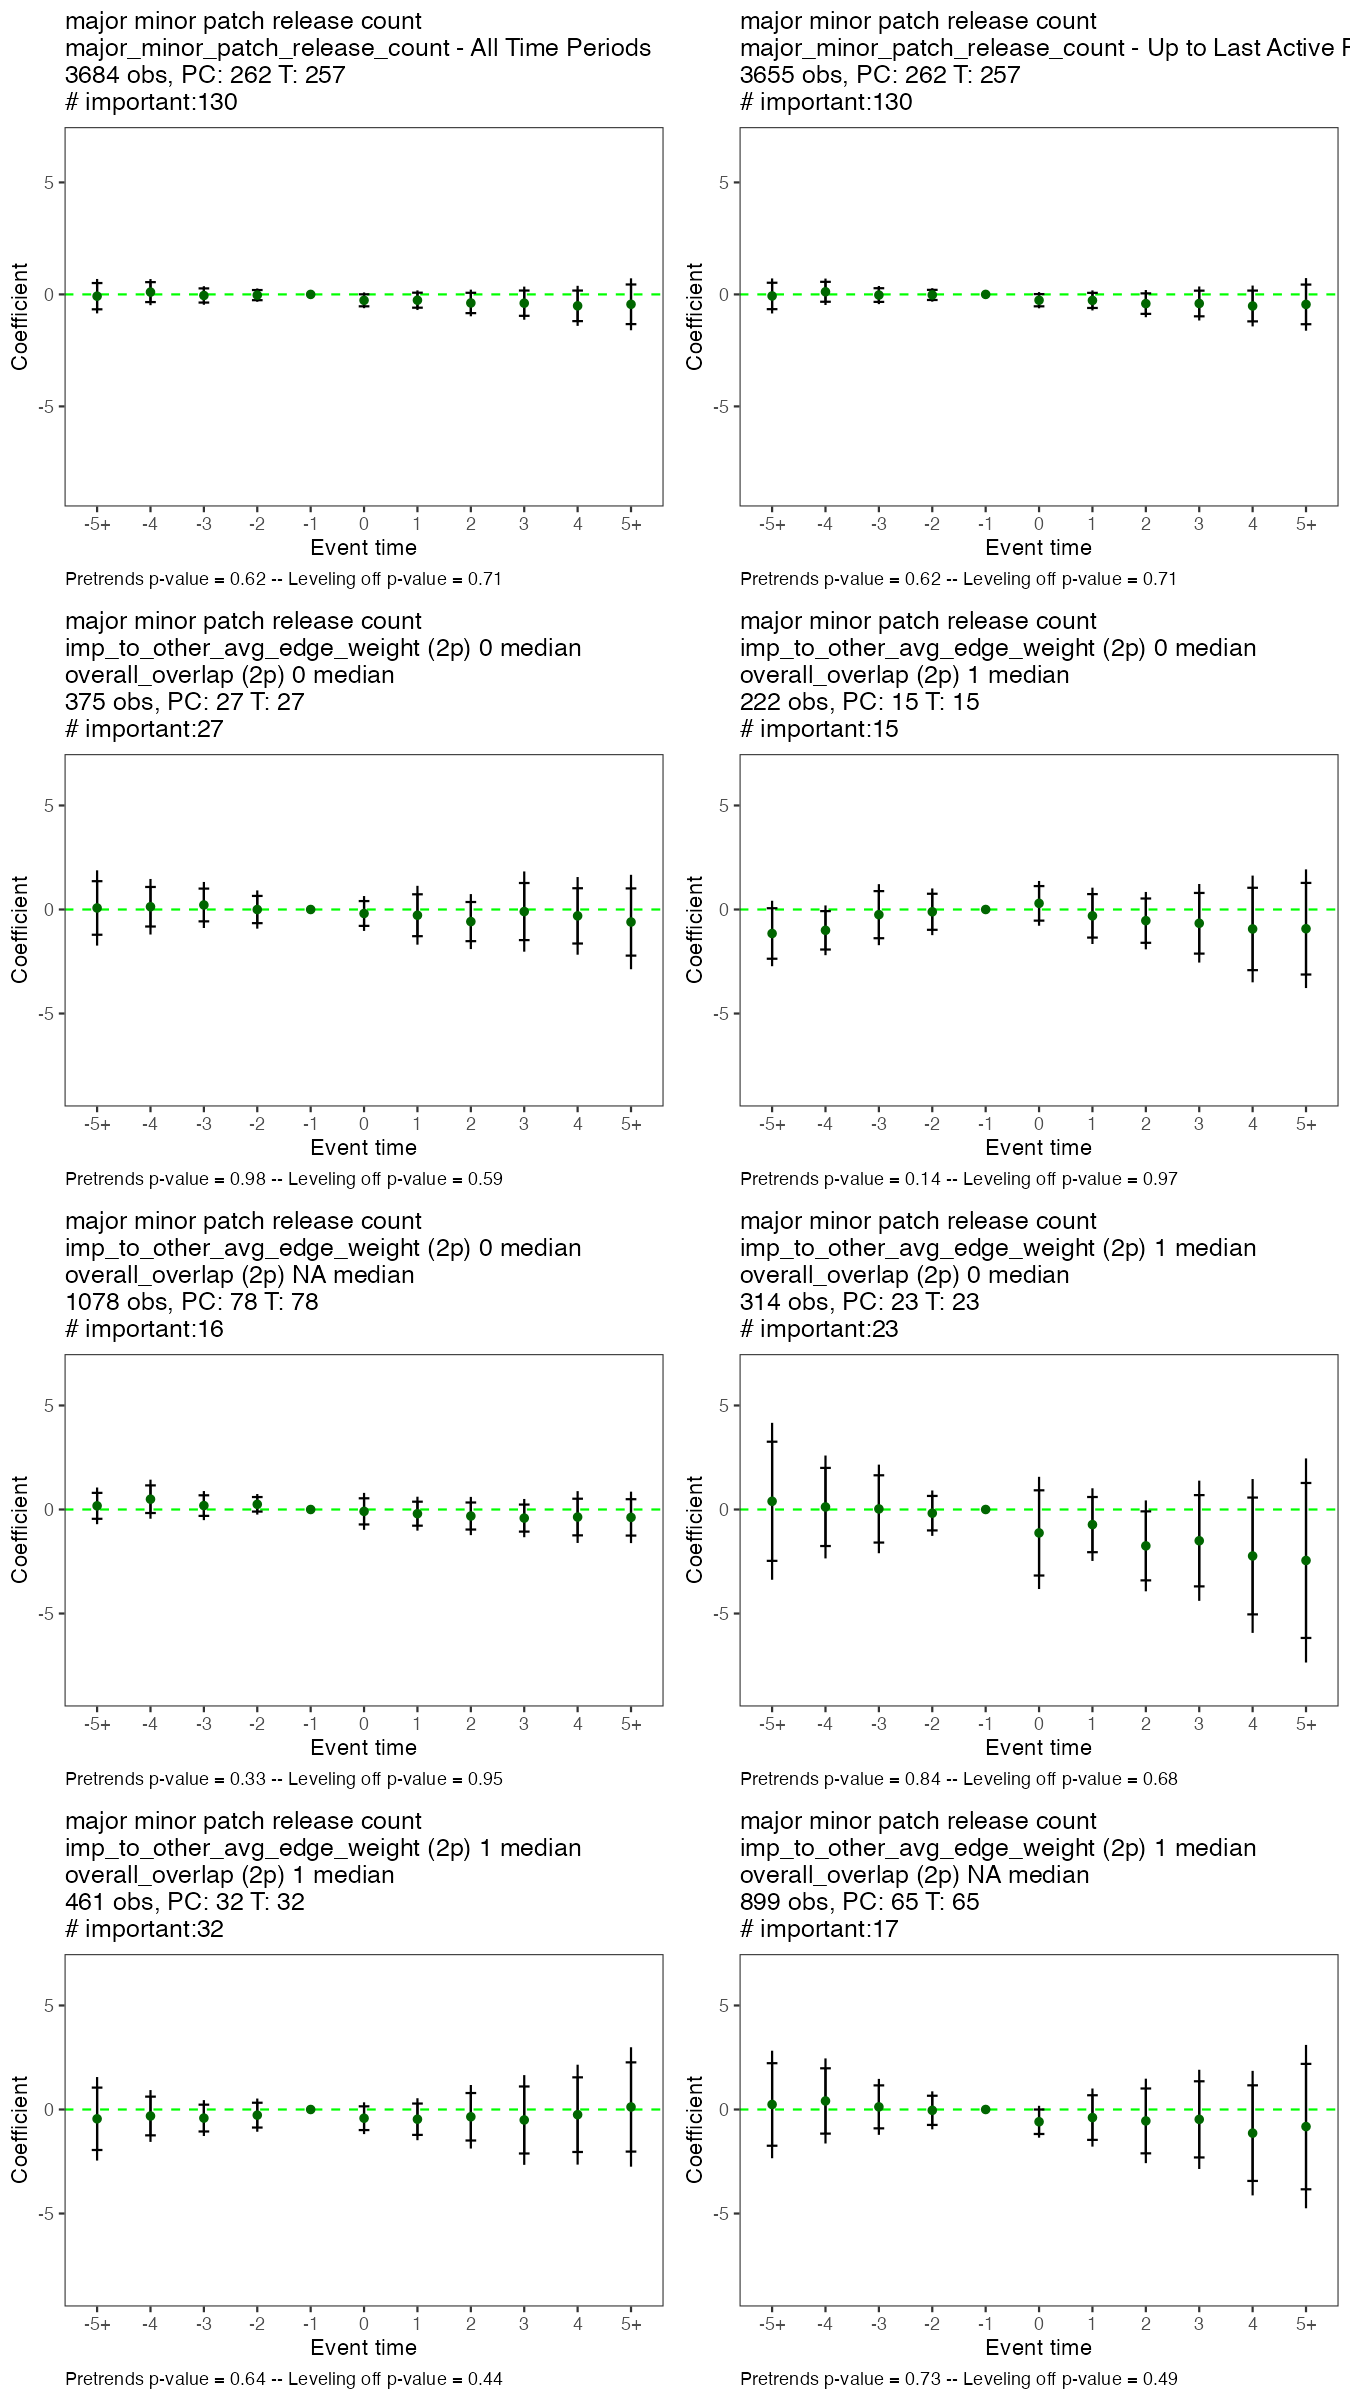 major minor patch release count
major_minor_patch_release_count - All Time Periods
3684 obs, PC: 262 T: 257
# important:130
5
0
-5
Coefficient
-5+ -4 -3 -2 -1 0 1 2 3 4 5+
Event time
Pretrends p-value = 0.62 -- Leveling off p-value = 0.71
major minor patch release count
major_minor_patch_release_count - Up to Last Active
3655 obs, PC: 262 T: 257
# important:130
5
0
-5
Coefficient
-5+ -4 -3 -2 -1 0 1 2 3 4 5+
Event time
Pretrends p-value = 0.62 -- Leveling off p-value = 0.71
major minor patch release count
imp_to_other_avg_edge_weight (2p) 0 median
overall_overlap (2p) 0 median
375 obs, PC: 27 T: 27
# important:27
5
0
-5
Coefficient
-5+ -4 -3 -2 -1 0 1 2 3 4 5+
Event time
Pretrends p-value = 0.98 -- Leveling off p-value = 0.59
major minor patch release count
imp_to_other_avg_edge_weight (2p) 0 median
overall_overlap (2p) 1 median
222 obs, PC: 15 T: 15
# important:15
5
0
-5
Coefficient
-5+ -4 -3 -2 -1 0 1 2 3 4 5+
Event time
Pretrends p-value = 0.14 -- Leveling off p-value = 0.97
major minor patch release count
imp_to_other_avg_edge_weight (2p) 0 median
overall_overlap (2p) NA median
1078 obs, PC: 78 T: 78
# important:16
5
0
-5
Coefficient
-5+ -4 -3 -2 -1 0 1 2 3 4 5+
Event time
Pretrends p-value = 0.33 -- Leveling off p-value = 0.95
major minor patch release count
imp_to_other_avg_edge_weight (2p) 1 median
overall_overlap (2p) 0 median
314 obs, PC: 23 T: 23
# important:23
5
0
-5
Coefficient
-5+ -4 -3 -2 -1 0 1 2 3 4 5+
Event time
Pretrends p-value = 0.84 -- Leveling off p-value = 0.68
major minor patch release count
imp_to_other_avg_edge_weight (2p) 1 median
overall_overlap (2p) 1 median
461 obs, PC: 32 T: 32
# important:32
5
0
-5
Coefficient
-5+ -4 -3 -2 -1 0 1 2 3 4 5+
Event time
Pretrends p-value = 0.64 -- Leveling off p-value = 0.44
major minor patch release count
imp_to_other_avg_edge_weight (2p) 1 median
overall_overlap (2p) NA median
899 obs, PC: 65 T: 65
# important:17
5
0
-5
Coefficient
-5+ -4 -3 -2 -1 0 1 2 3 4 5+
Event time
Pretrends p-value = 0.73 -- Leveling off p-value = 0.49